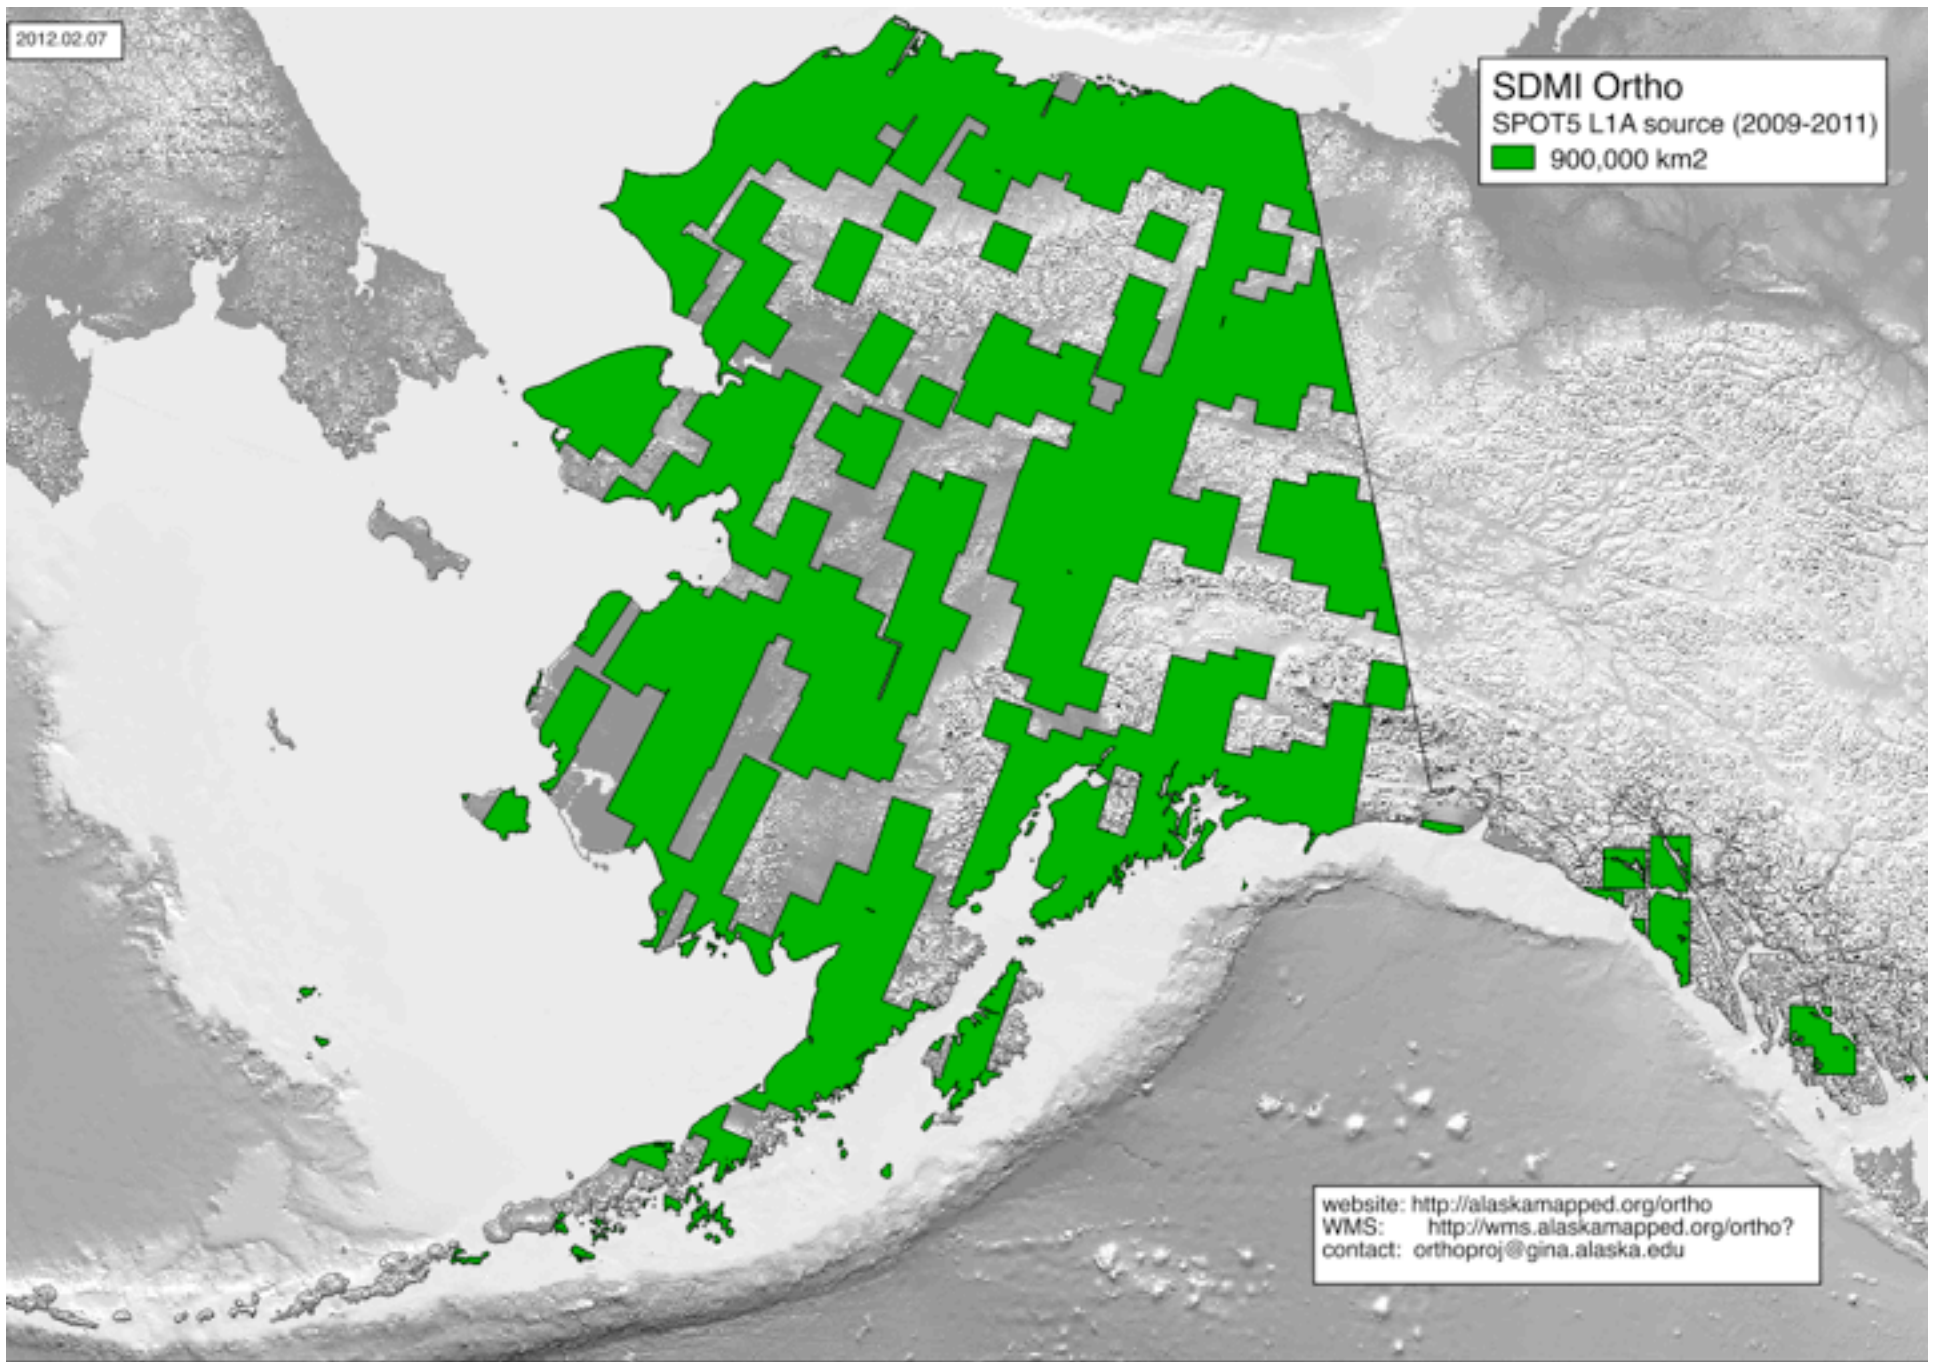 2012.02.07
SDMI Ortho
SPOT5 L1A source (2009-2011)
900,000 km2
website: http://alaskamapped.org/ortho
WMS: http://wms.alaskamapped.org/ortho?
contact: orthoproj@gina.alaska.edu